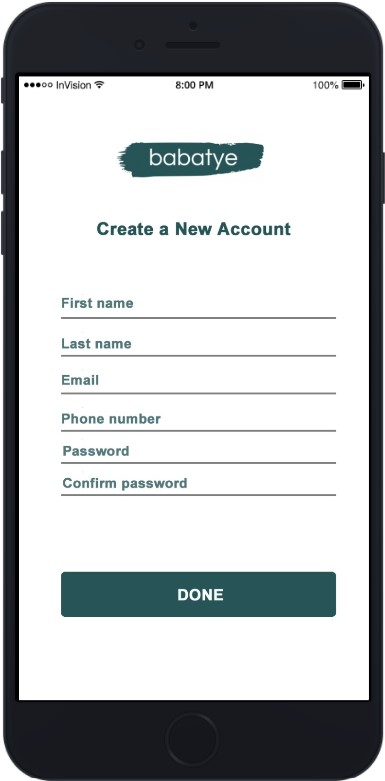 InVision 8:00 PM 100%
babatye
Create a New Account
First name
Last name
Email
Phone number
Password
Confirm password
DONE